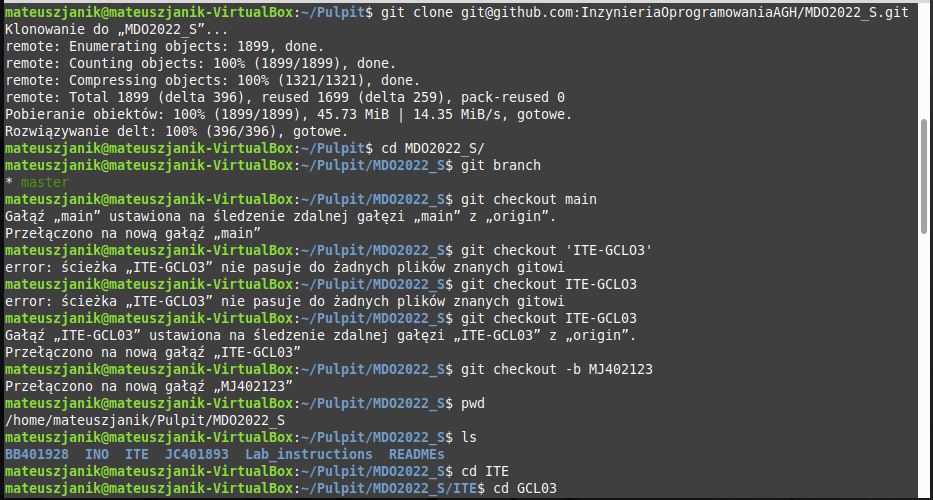 mateuszjanik@mateuszjanik-VirtualBox:~/Pulpit$ git clone git@github.com:InzynieriaOprogramowaniaAGH/MDO2022_S.git
Klonowanie do „MDO2022_S”...
remote: Enumerating objects: 1899, done.
remote: Counting objects: 100% (1899/1899), done.
remote: Compressing objects: 100% (1321/1321), done.
remote: Total 1899 (delta 396), reused 1699 (delta 259), pack-reused 0
Pobieranie obiektów: 100% (1899/1899), 45.73 MiB | 14.35 MiB/s, gotowe.
Rozwiązywanie delt: 100% (396/396), gotowe.
mateuszjanik@mateuszjanik-VirtualBox:~/Pulpit$ cd MDO2022_S/
mateuszjanik@mateuszjanik-VirtualBox:~/Pulpit/MDO2022_S$ git branch
* master
mateuszjanik@mateuszjanik-VirtualBox:~/Pulpit/MDO2022_S$ git checkout main
Gałąź „main” ustawiona na śledzenie zdalnej gałęzi „main” z „origin”.
Przełączono na nową gałąź „main”
mateuszjanik@mateuszjanik-VirtualBox:~/Pulpit/MDO2022_S$ git checkout 'ITE-GCLO3'
error: ścieżka „ITE-GCLO3” nie pasuje do żadnych plików znanych gitowi
mateuszjanik@mateuszjanik-VirtualBox:~/Pulpit/MDO2022_S$ git checkout ITE-GCLO3
error: ścieżka „ITE-GCLO3” nie pasuje do żadnych plików znanych gitowi
mateuszjanik@mateuszjanik-VirtualBox:~/Pulpit/MDO2022_S$ git checkout ITE-GCL03
Gałąź „ITE-GCL03” ustawiona na śledzenie zdalnej gałęzi „ITE-GCL03” z „origin”.
Przełączono na nową gałąź „ITE-GCL03”
mateuszjanik@mateuszjanik-VirtualBox:~/Pulpit/MDO2022_S$ git checkout -b MJ402123
Przełączono na nową gałąź „MJ402123”
mateuszjanik@mateuszjanik-VirtualBox:~/Pulpit/MDO2022_S$ pwd
/home/mateuszjanik/Pulpit/MDO2022_S
mateuszjanik@mateuszjanik-VirtualBox:~/Pulpit/MDO2022_S$ ls
BB401928  INO  ITE  JC401893  Lab_instructions  READMEs
mateuszjanik@mateuszjanik-VirtualBox:~/Pulpit/MDO2022_S$ cd ITE
mateuszjanik@mateuszjanik-VirtualBox:~/Pulpit/MDO2022_S/ITE$ cd GCL03